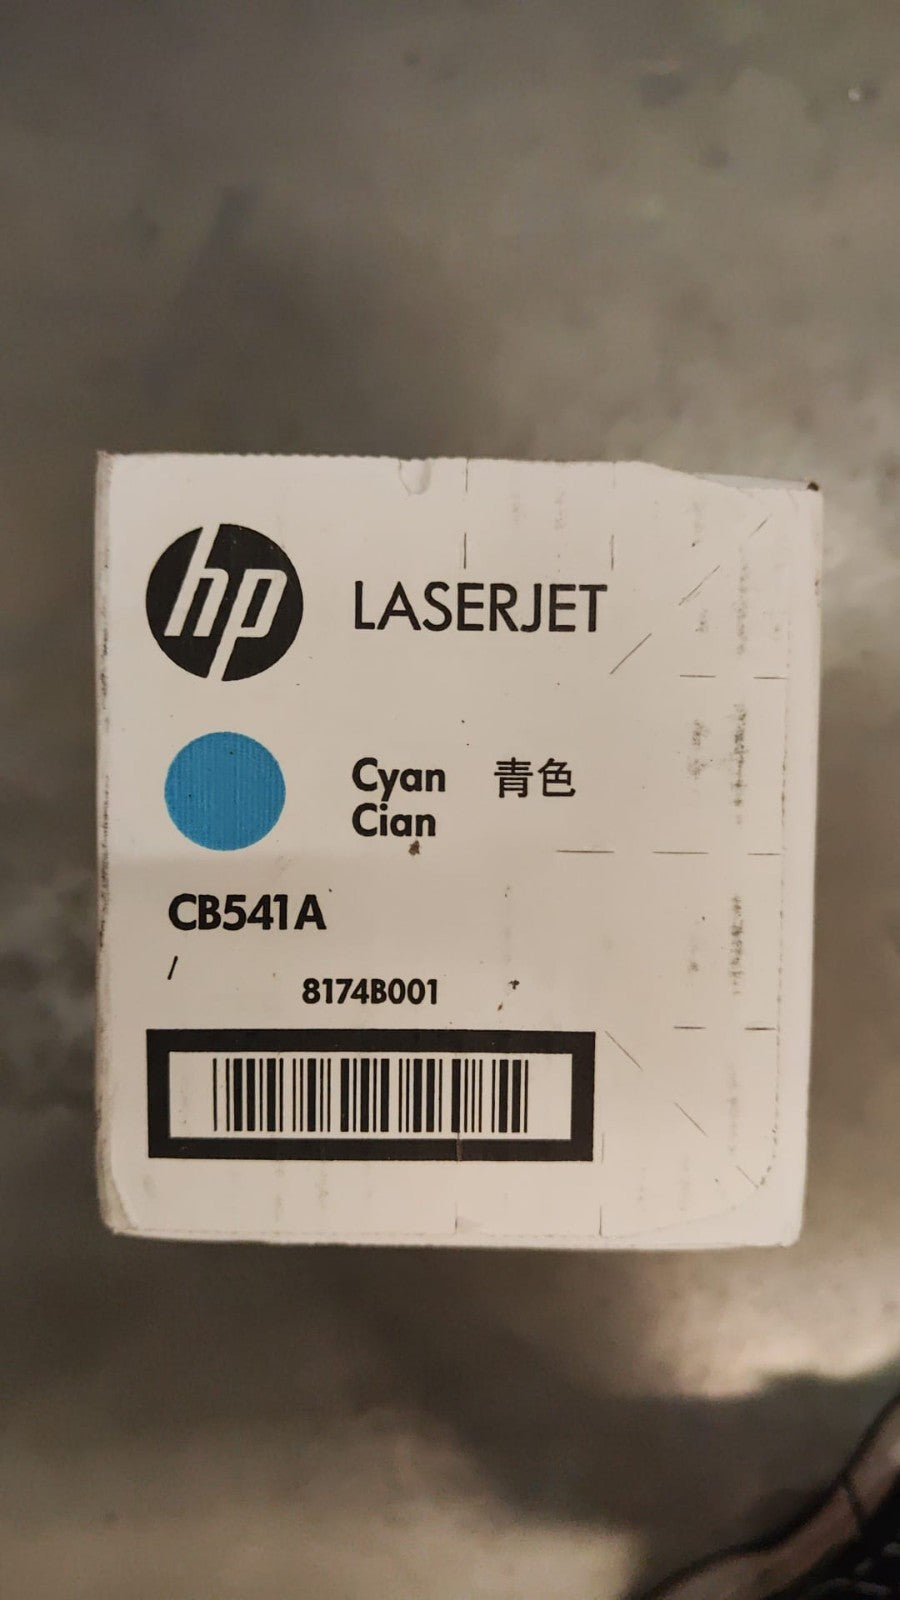 hp LASERJET
Cyan 青色
Cian
CB541A
/
8174B001